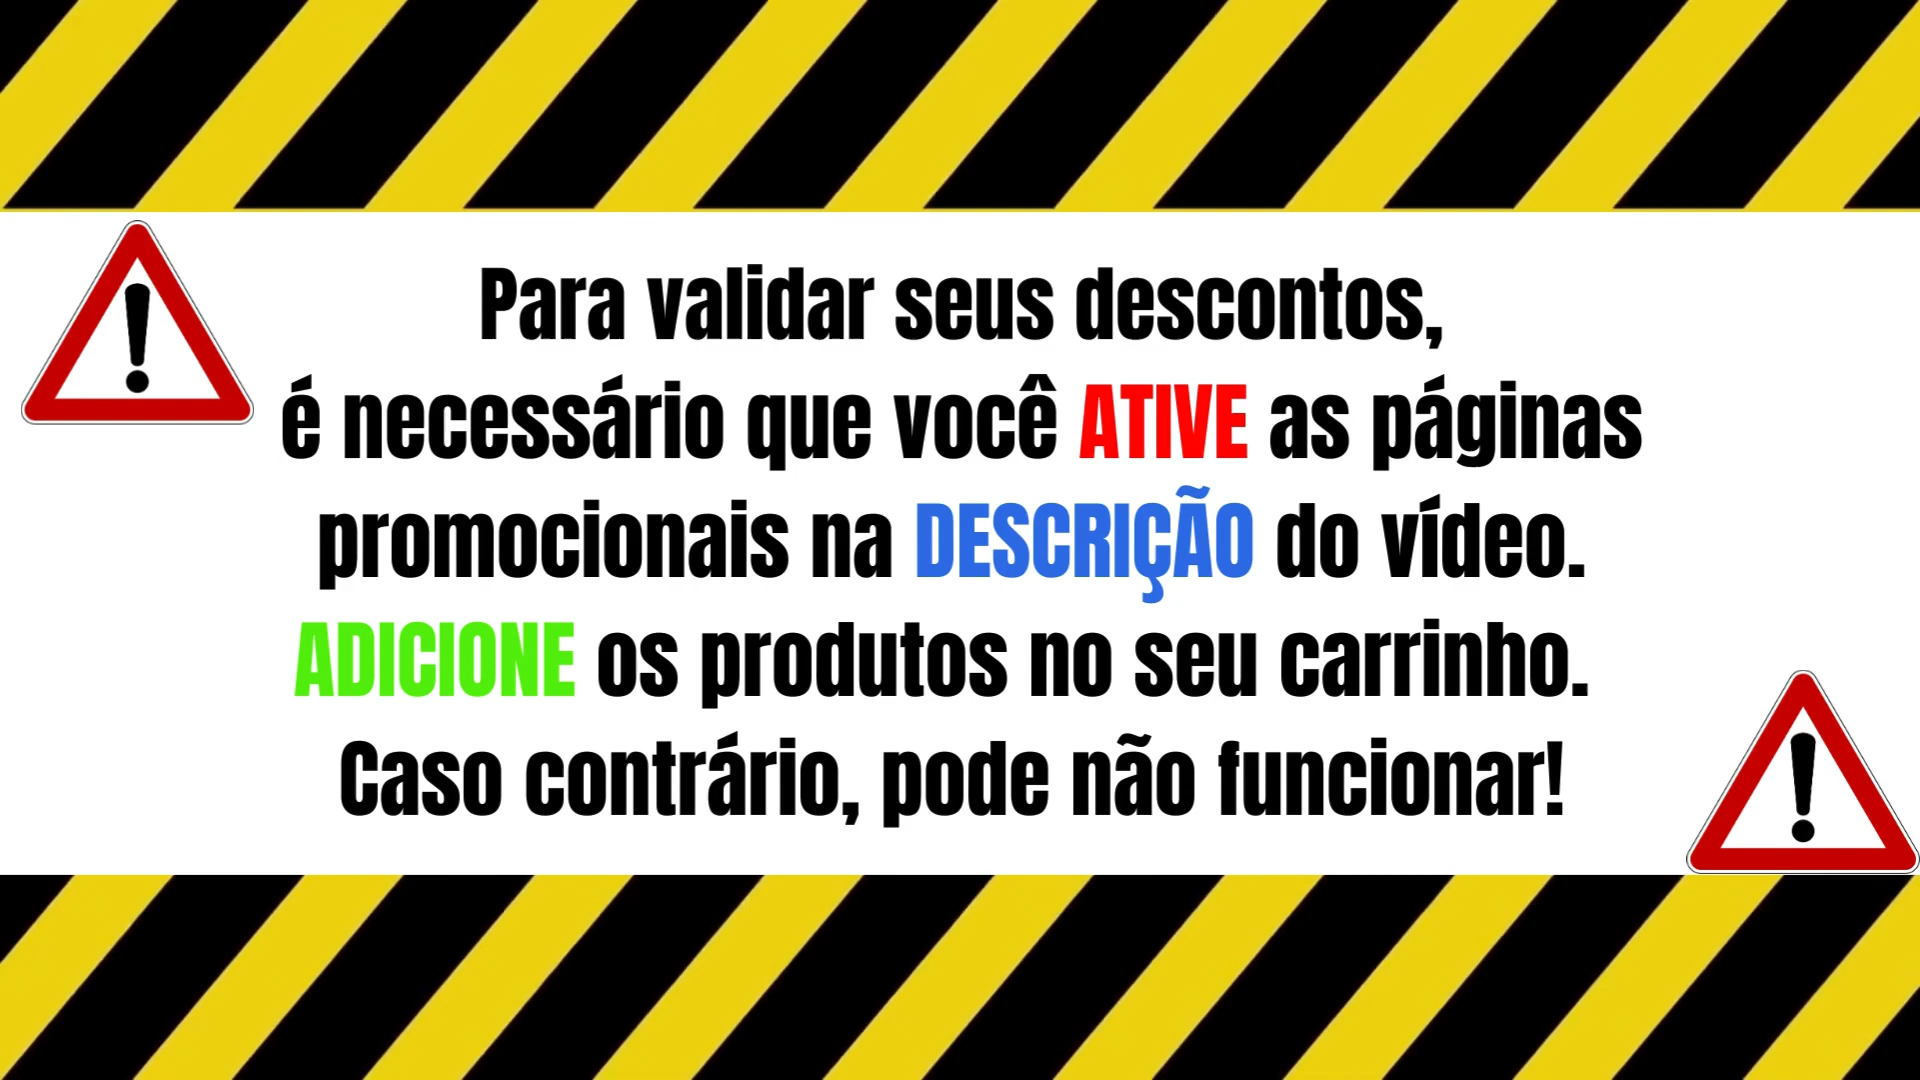 Para validar seus descontos,
é necessário que você ATIVE as páginas
promocionais na DESCRIÇÃO do vídeo.
ADICIONE os produtos no seu carrinho.
Caso contrário, pode não funcionar!